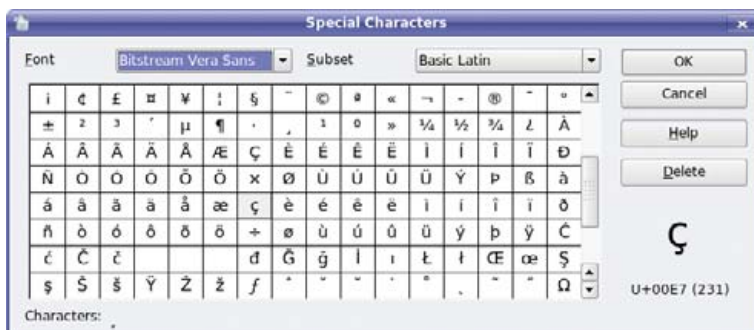 Special Characters
Font Bitstream Vera Sans Subset Basic Latin OK
¡ ¢ £ ¤ ¥ ¦ § ¨ © ª « ¬ - ® ¯ ° Cancel
± ² ³ ´ µ ¶ · ¸ ¹ º » ¼ ½ ¾ ¿ À Help
Á Â Ã Ä Å Æ Ç È É Ê Ë Ì Í Î Ï Ð
Ñ Ò Ó Ô Õ Ö × Ø Ù Ú Û Ü Ý Þ ß à Delete
á â ã ä å æ ç è é ê ë ì í î ï ð
ñ ò ó ô õ ö ÷ ø ù ú û ü ý þ ÿ Ć ç
ć Č č đ Ğ ğ İ ı Ł ł Œ œ Ş
ş Š š Ÿ Ž ž ƒ ˆ ˇ ˘ ˙ ˚ ˛ ˜ ˝ Ω U+00E7 (231)
Characters: